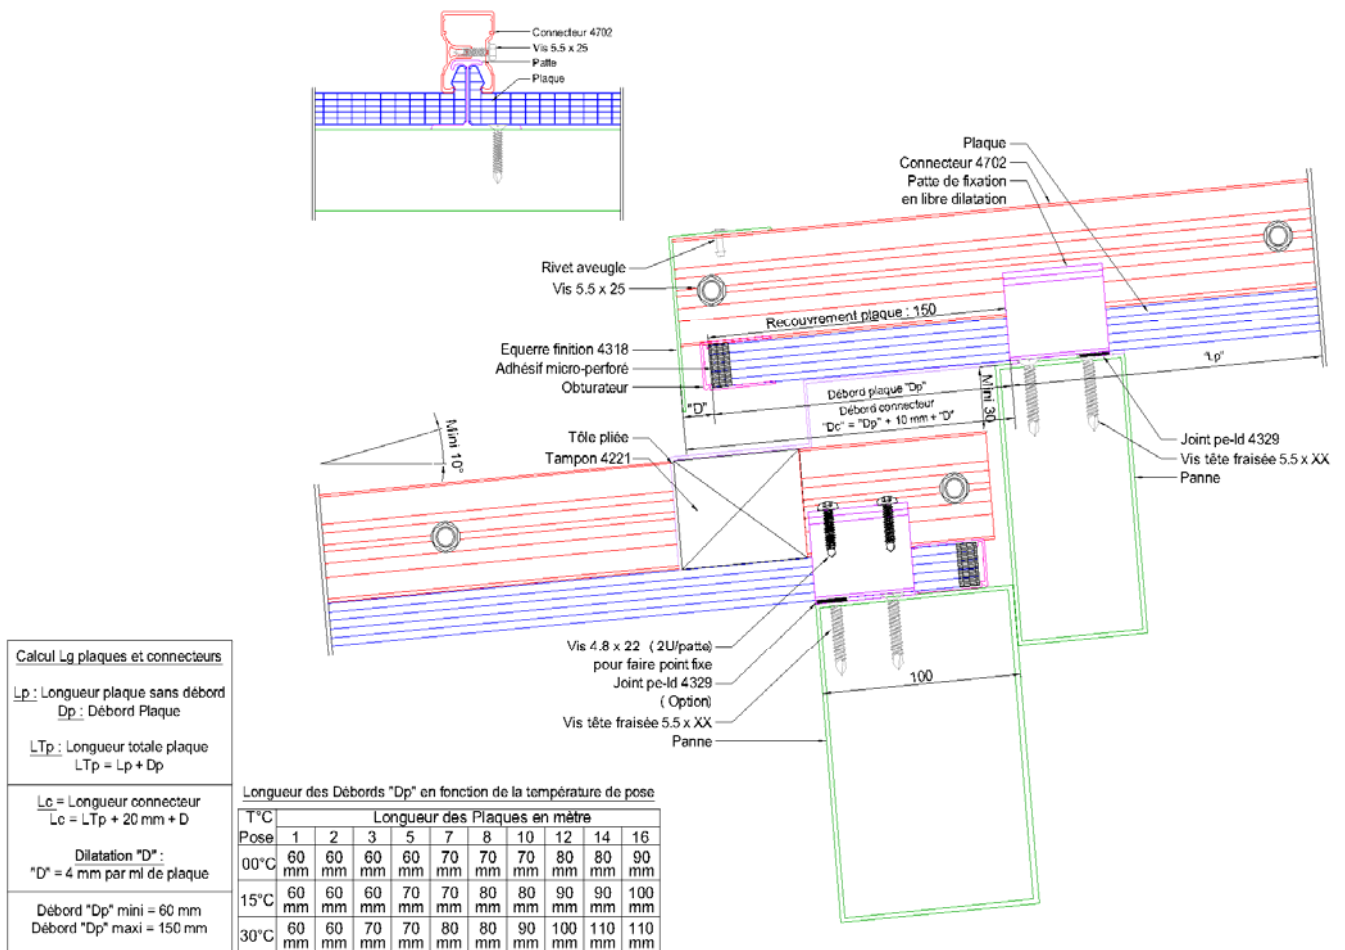 Connecteur 4702
Vis 5.5 x 25
Patte
Plaque
Plaque
Connecteur 4702
Patte de fixation
en libre dilatation
Rivet aveugle
Vis 5.5 x 25
Recouvrement plaque : 150
Equerre finition 4318
Adhésif micro-perforé
Obturateur
"Lp"
"D"
Débord plaque "Dp"
Débord connecteur
"Dc" = "Dp" + 10 mm + "D"
Mini 30
Mini 10°
Tôle pliée
Tampon 4221
Joint pe-ld 4329
Vis tête fraisée 5.5 x XX
Panne
Vis 4.8 x 22 ( 2U/patte)
pour faire point fixe
Joint pe-ld 4329
( Option)
Vis tête fraisée 5.5 x XX
Panne
100
Calcul Lg plaques et connecteurs
Lp : Longueur plaque sans débord
Dp : Débord Plaque
LTp : Longueur totale plaque
LTp = Lp + Dp
Lc = Longueur connecteur
Lc = LTp + 20 mm + D
Dilatation "D" :
"D" = 4 mm par ml de plaque
Débord "Dp" mini = 60 mm
Débord "Dp" maxi = 150 mm
Longueur des Débords "Dp" en fonction de la température de pose
T°C Longueur des Plaques en mètre
Pose 1 2 3 5 7 8 10 12 14 16
00°C 60 mm 60 mm 60 mm 60 mm 70 mm 70 mm 70 mm 80 mm 80 mm 90 mm
15°C 60 mm 60 mm 60 mm 70 mm 70 mm 80 mm 80 mm 90 mm 90 mm 100 mm
30°C 60 mm 60 mm 70 mm 70 mm 80 mm 80 mm 90 mm 100 mm 110 mm 110 mm